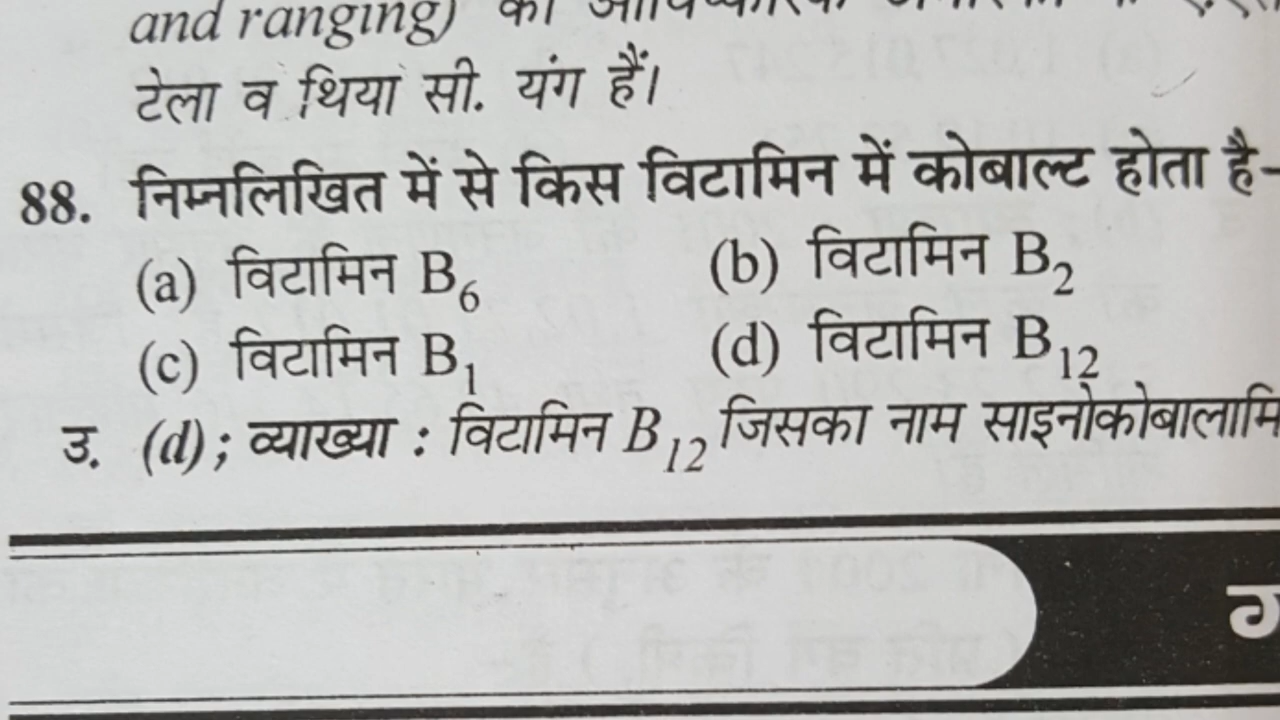 and ranging) का
टेला व थिया सी. यंग हैं।
88. निम्नलिखित में से किस विटामिन में कोबाल्ट होता है-
(a) विटामिन B₆ (b) विटामिन B₂
(c) विटामिन B₁ (d) विटामिन B₁₂
उ. (d); व्याख्या : विटामिन B₁₂ जिसका नाम साइनोकोबालामि